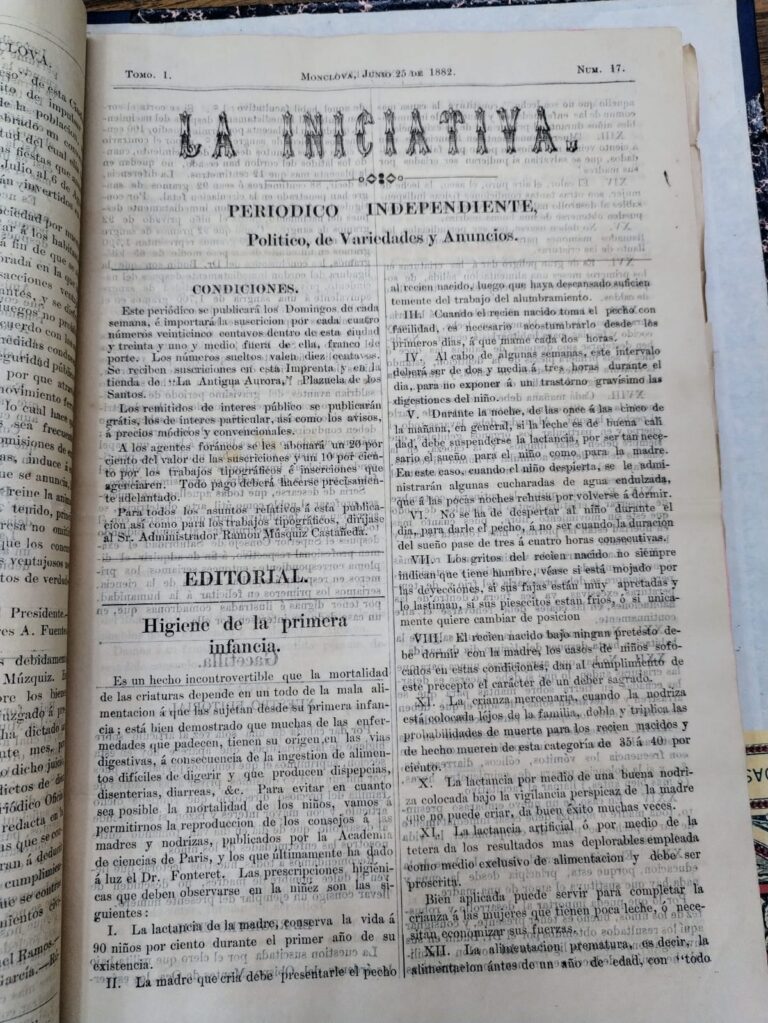 Tomo. 1.
Monclova, Junio 25 de 1882.
Num. 17.
LA INICIATIVA.
PERIODICO INDEPENDIENTE,
Politico, de Variedades y Anuncios.
CONDICIONES.
Este periódico se publicará los Domingos de cada
semana, é importará la suscricion por cada cuatro
números veinticinco centavos dentro de esta ciudad
y treinta y uno y medio fuera de ella, franco de
porte. Los números sueltos valen diez centavos.
Se reciben suscriciones en esta Imprenta y en la
tienda de "La Antigua Aurora," Plazuela de los
Santos.
Los remitidos de interes público se publicarán
grátis, los de interes particular, así como los avisos,
á precios módicos y convencionales.
A los agentes foráneos se les abonará un 20 por
ciento del valor de las suscriciones y un 10 por cien
to por los trabajos tipográficos é inserciones que
agenciaren. Todo pago deberá hacerse precisamen-
te adelantado.
Para todos los asuntos relativos á esta publica-
cion así como para los trabajos tipográficos, diríjase
al Sr. Administrador Ramon Músquiz Castañeda.
EDITORIAL.
Higiene de la primera
infancia.
Es un hecho incontrovertible que la mortalidad
de las criaturas depende en un todo de la mala ali-
mentacion á que las sujetan desde su primera infan-
cia; está bien demostrado que muchas de las enfer-
medades que padecen, tienen su origen en las vias
digestivas, á consecuencia de la ingestion de alimen-
tos difíciles de digerir y que producen dispepcias,
disenterias, diarreas, &c. Para evitar en cuanto
sea posible la mortalidad de los niños, vamos á
permitirnos la reproduccion de los consejos á las
madres y nodrizas, publicados por la Academia
de ciencias de Paris, y los que últimamente ha dado
á luz el Dr. Fonteret. Las prescripciones higiéni-
cas que deben observarse en la niñez son las si-
guientes:
I. La lactancia de la madre, conserva la vida á
90 niños por ciento durante el primer año de su
existencia.
II. La madre que cria debe presentarle el pecho
al recien nacido, luego que haya descansado suficien
temente del trabajo del alumbramiento.
III. Cuando el recien nacido toma el pecho con
facilidad, es necesario acostumbrarlo desde los
primeros dias, á que mame cada dos horas.
IV. Al cabo de algunas semanas, este intervalo
deberá ser de dos y media á tres horas durante el
dia, para no exponer á un trastorno gravísimo las
digestiones del niño.
V. Durante la noche, de las once á las cinco de
la mañana, en general, si la leche es de buena cali
dad, debe suspenderse la lactancia, por ser tan nece-
sario el sueño para el niño como para la madre.
En este caso, cuando el niño despierta, se le admi-
nistrarán algunas cucharadas de agua endulzada,
que á las pocas noches rehusa por volverse á dormir.
VI. No se ha de despertar al niño durante el
dia, para darle el pecho, á no ser cuando la duracion
del sueño pase de tres á cuatro horas consecutivas.
VII. Los gritos del recien nacido no siempre
indican que tiene hambre, véase si está mojado por
las devecciones, si sus fajas están muy apretadas y
lo lastiman, si sus piesecitos estan frios, ó si unica-
mente quiere cambiar de posicion
VIII. El recien nacido bajo ningun pretesto de-
be dormir con la madre, los casos de niños sofo-
cados en estas condiciones, dan al cumplimiento de
este precepto el carácter de un deber sagrado.
XI. La crianza mercenaria, cuando la nodriza
está colocada léjos de la familia, dobla y triplica las
probabilidades de muerte para los recien nacidos y
de hecho mueren de esta categoria de 35 á 40 por
ciento.
X. La lactancia por medio de una buena nodri-
za colocada bajo la vigilancia perspicaz de la madre
que no puede criar, da buen éxito muchas veces.
XI. La lactancia artificial ó por medio de la
tetera da los resultados mas deplorables empleada
como medio exclusivo de alimentacion y debe ser
proscrita.
Bien aplicada puede servir para completar la
crianza á las mujeres que tienen poca leche, ó nece-
sitan economizar sus fuerzas.
XII. La alimentacion prematura, es decir, la
alimentacion ántes de un año de edad, con "todo